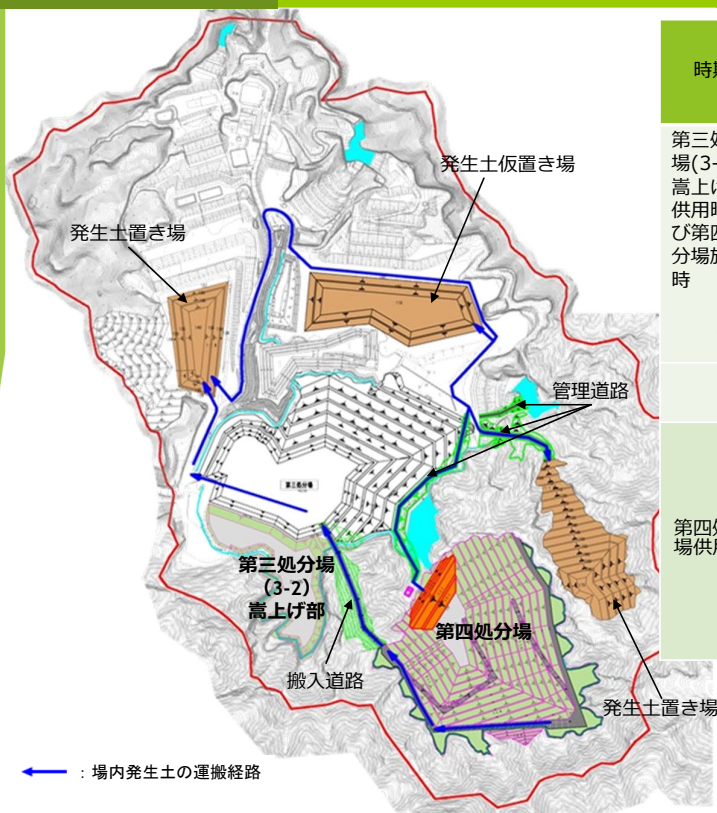 発生土仮置き場
発生土置き場
管理道路
第三処分場
第三処分場
（3-2）
嵩上げ部
第四処分場
搬入道路
発生土置き場
：場内発生土の運搬経路
時期
第三処
場(3-
嵩上げ
供用時
び第四
分場施
時
第四処
場供用